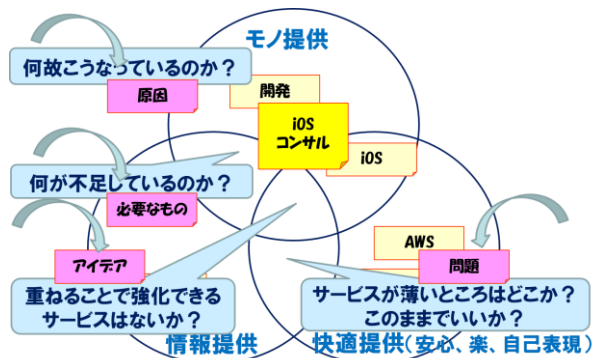 モノ提供
何故こうなっているのか？
原因
開発
iOS
コンサル
iOS
何が不足しているのか？
必要なもの
アイデア
AWS
問題
重ねることで強化できる
サービスはないか？
サービスが薄いところはどこか？
このままでいいか？
情報提供
快適提供（安心、楽、自己表現）